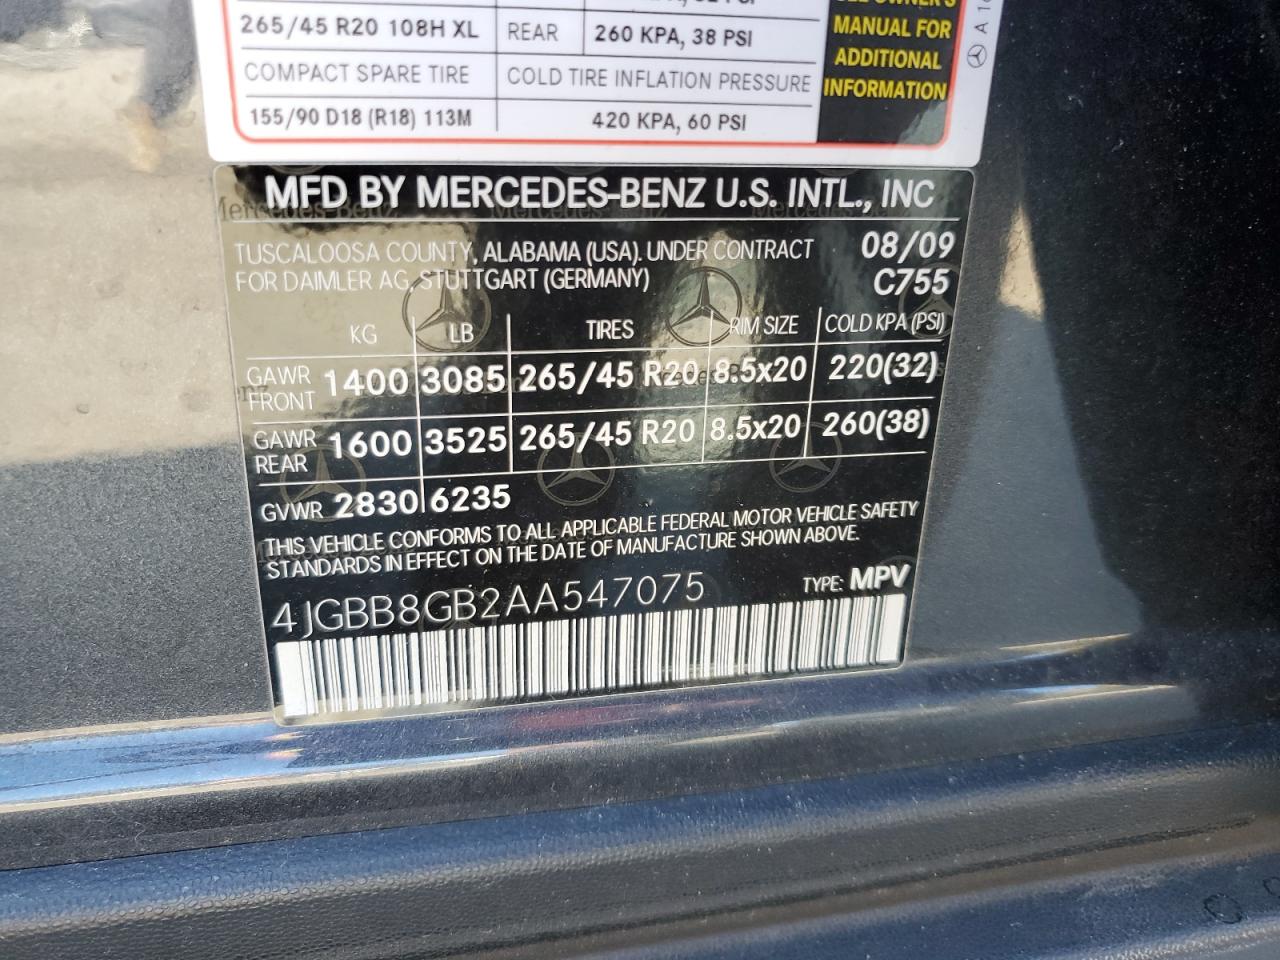 265/45 R20 108H XL REAR 260 KPA, 38 PSI
COMPACT SPARE TIRE COLD TIRE INFLATION PRESSURE
155/90 D18 (R18) 113M 420 KPA, 60 PSI
MANUAL FOR
ADDITIONAL
INFORMATION
MFD BY MERCEDES-BENZ U.S. INTL., INC
TUSCALOOSA COUNTY, ALABAMA (USA). UNDER CONTRACT 08/09
FOR DAIMLER AG, STUTTGART (GERMANY) C755
KG LB TIRES RIM SIZE COLD KPA (PSI)
GAWR FRONT 1400 3085 265/45 R20 8.5x20 220(32)
GAWR REAR 1600 3525 265/45 R20 8.5x20 260(38)
GVWR 2830 6235
THIS VEHICLE CONFORMS TO ALL APPLICABLE FEDERAL MOTOR VEHICLE SAFETY
STANDARDS IN EFFECT ON THE DATE OF MANUFACTURE SHOWN ABOVE.
4JGBB8GB2AA547075 TYPE: MPV